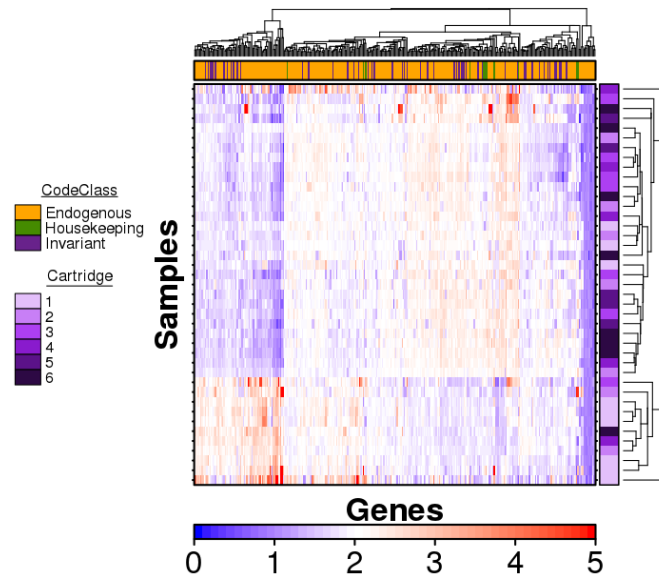 CodeClass
Endogenous
Housekeeping
Invariant
Cartridge
1
2
3
4
5
6
Samples
Genes
0 1 2 3 4 5